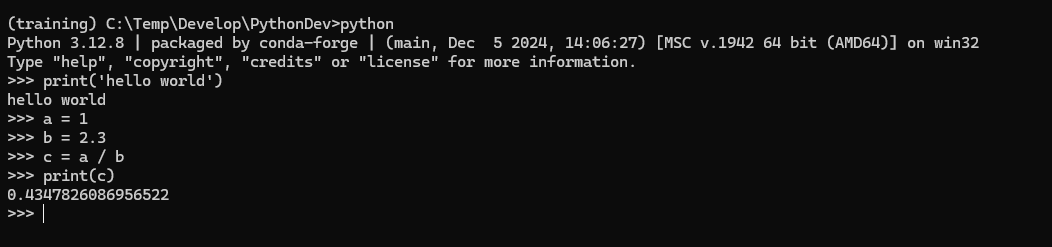 (training) C:\Temp\Develop\PythonDev>python
Python 3.12.8 | packaged by conda-forge | (main, Dec  5 2024, 14:06:27) [MSC v.1942 64 bit (AMD64)] on win32
Type "help", "copyright", "credits" or "license" for more information.
>>> print('hello world')
hello world
>>> a = 1
>>> b = 2.3
>>> c = a / b
>>> print(c)
0.4347826086956522
>>>